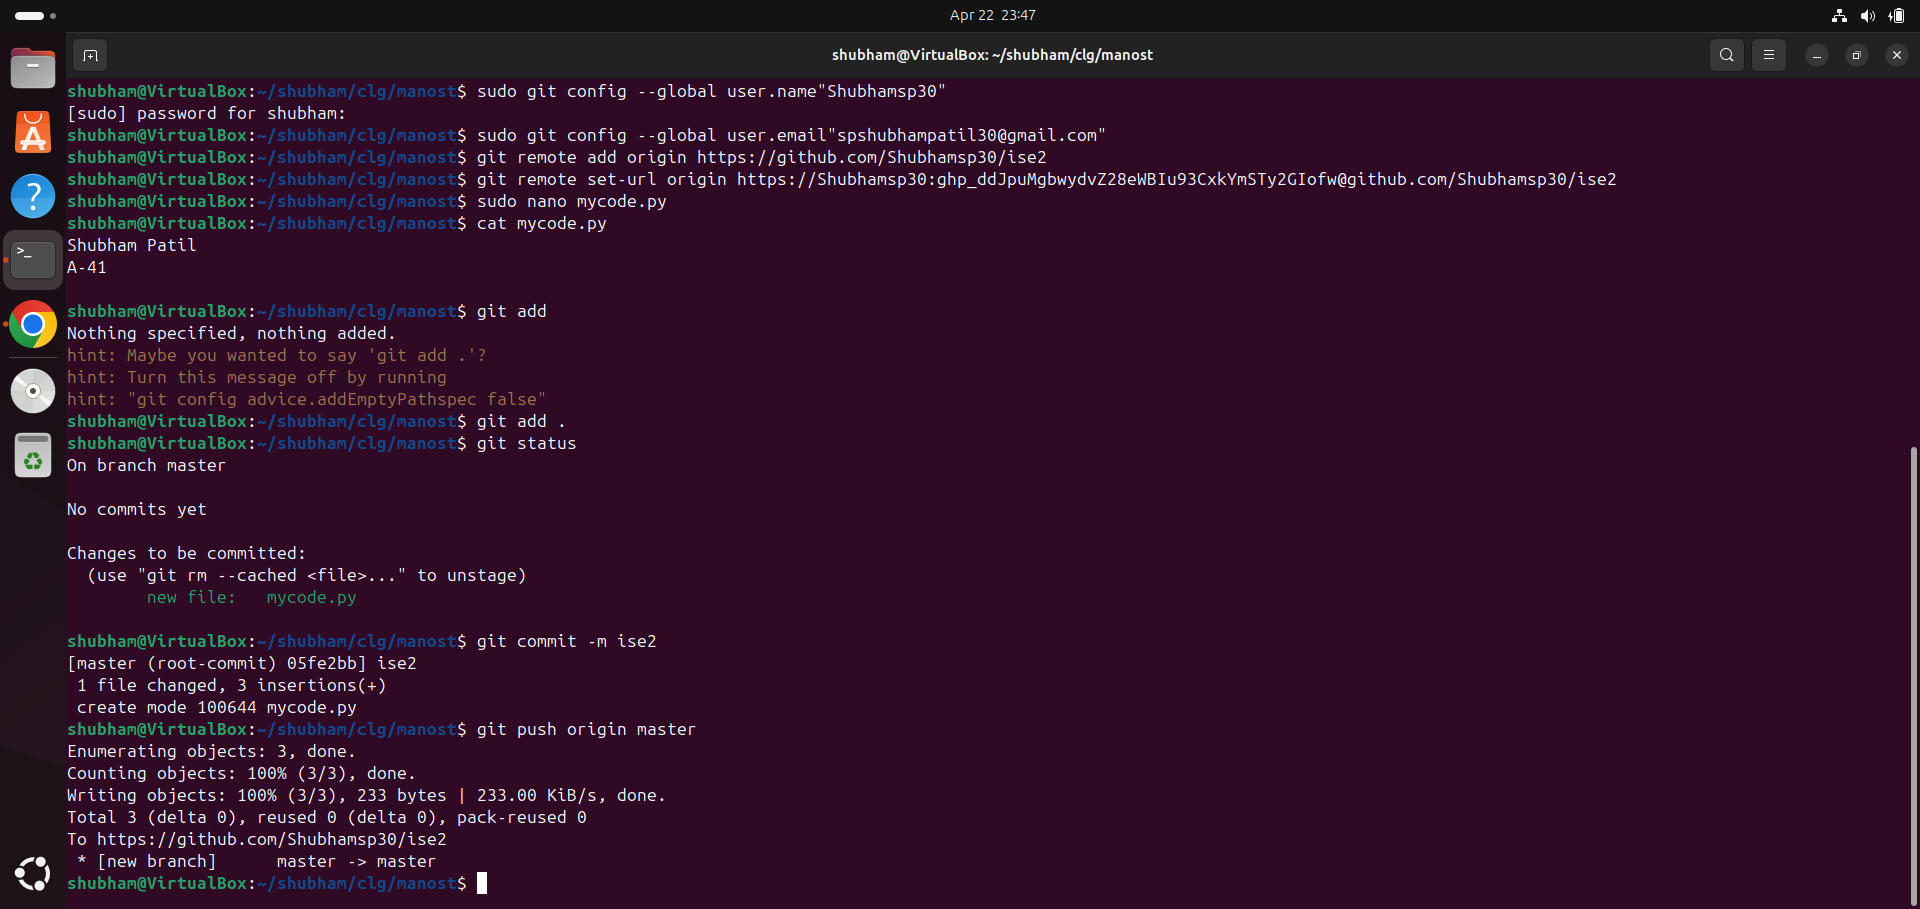 Apr 22 23:47
shubham@VirtualBox: ~/shubham/clg/manost
shubham@VirtualBox:~/shubham/clg/manost$ sudo git config --global user.name"Shubhamsp30"
[sudo] password for shubham:
shubham@VirtualBox:~/shubham/clg/manost$ sudo git config --global user.email"spshubhampatil30@gmail.com"
shubham@VirtualBox:~/shubham/clg/manost$ git remote add origin https://github.com/Shubhamsp30/ise2
shubham@VirtualBox:~/shubham/clg/manost$ git remote set-url origin https://Shubhamsp30: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@github.com/Shubhamsp30/ise2
shubham@VirtualBox:~/shubham/clg/manost$ sudo nano mycode.py
shubham@VirtualBox:~/shubham/clg/manost$ cat mycode.py
Shubham Patil
A-41
shubham@VirtualBox:~/shubham/clg/manost$ git add
Nothing specified, nothing added.
hint: Maybe you wanted to say 'git add .'?
hint: Turn this message off by running
hint: "git config advice.addEmptyPathspec false"
shubham@VirtualBox:~/shubham/clg/manost$ git add .
shubham@VirtualBox:~/shubham/clg/manost$ git status
On branch master
No commits yet
Changes to be committed:
  (use "git rm --cached <file>..." to unstage)
        new file:   mycode.py
shubham@VirtualBox:~/shubham/clg/manost$ git commit -m ise2
[master (root-commit) 05fe2bb] ise2
 1 file changed, 3 insertions(+)
 create mode 100644 mycode.py
shubham@VirtualBox:~/shubham/clg/manost$ git push origin master
Enumerating objects: 3, done.
Counting objects: 100% (3/3), done.
Writing objects: 100% (3/3), 233 bytes | 233.00 KiB/s, done.
Total 3 (delta 0), reused 0 (delta 0), pack-reused 0
To https://github.com/Shubhamsp30/ise2
 * [new branch]      master -> master
shubham@VirtualBox:~/shubham/clg/manost$